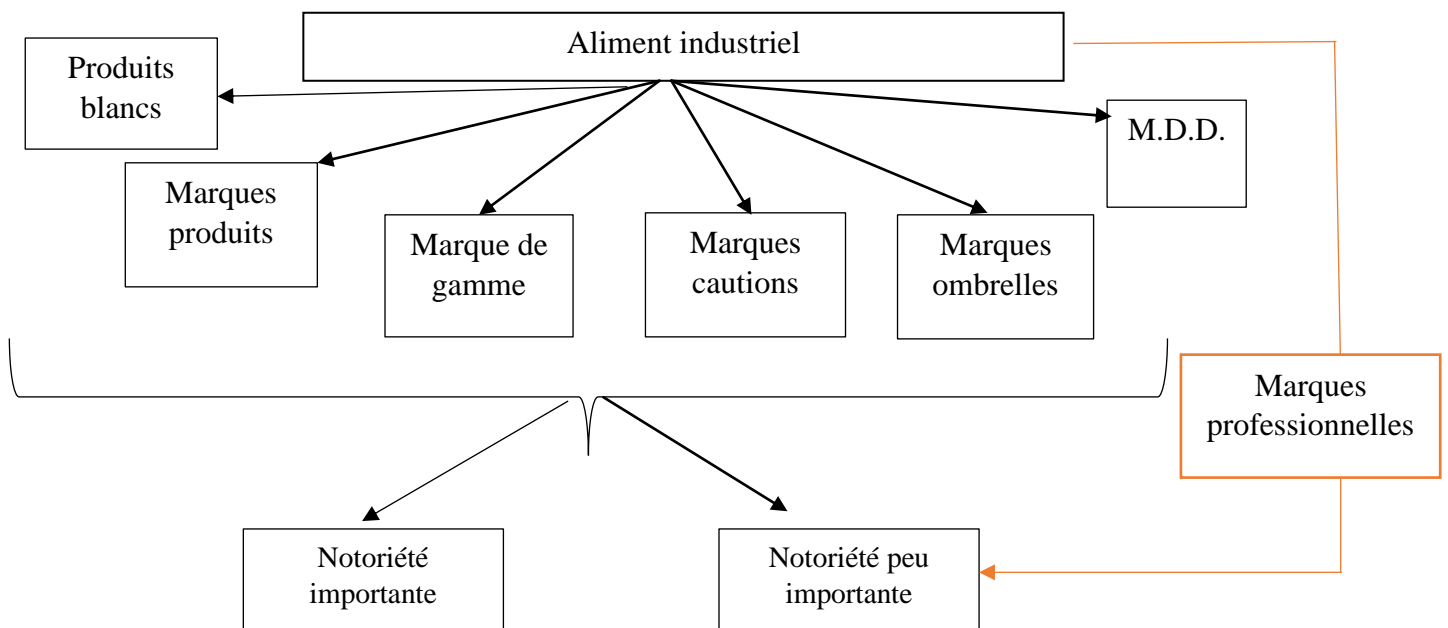 Aliment industriel
Produits
blancs
M.D.D.
Marques
produits
Marque de
gamme
Marques
cautions
Marques
ombrelles
Marques
professionnelles
Notoriété
importante
Notoriété peu
importante